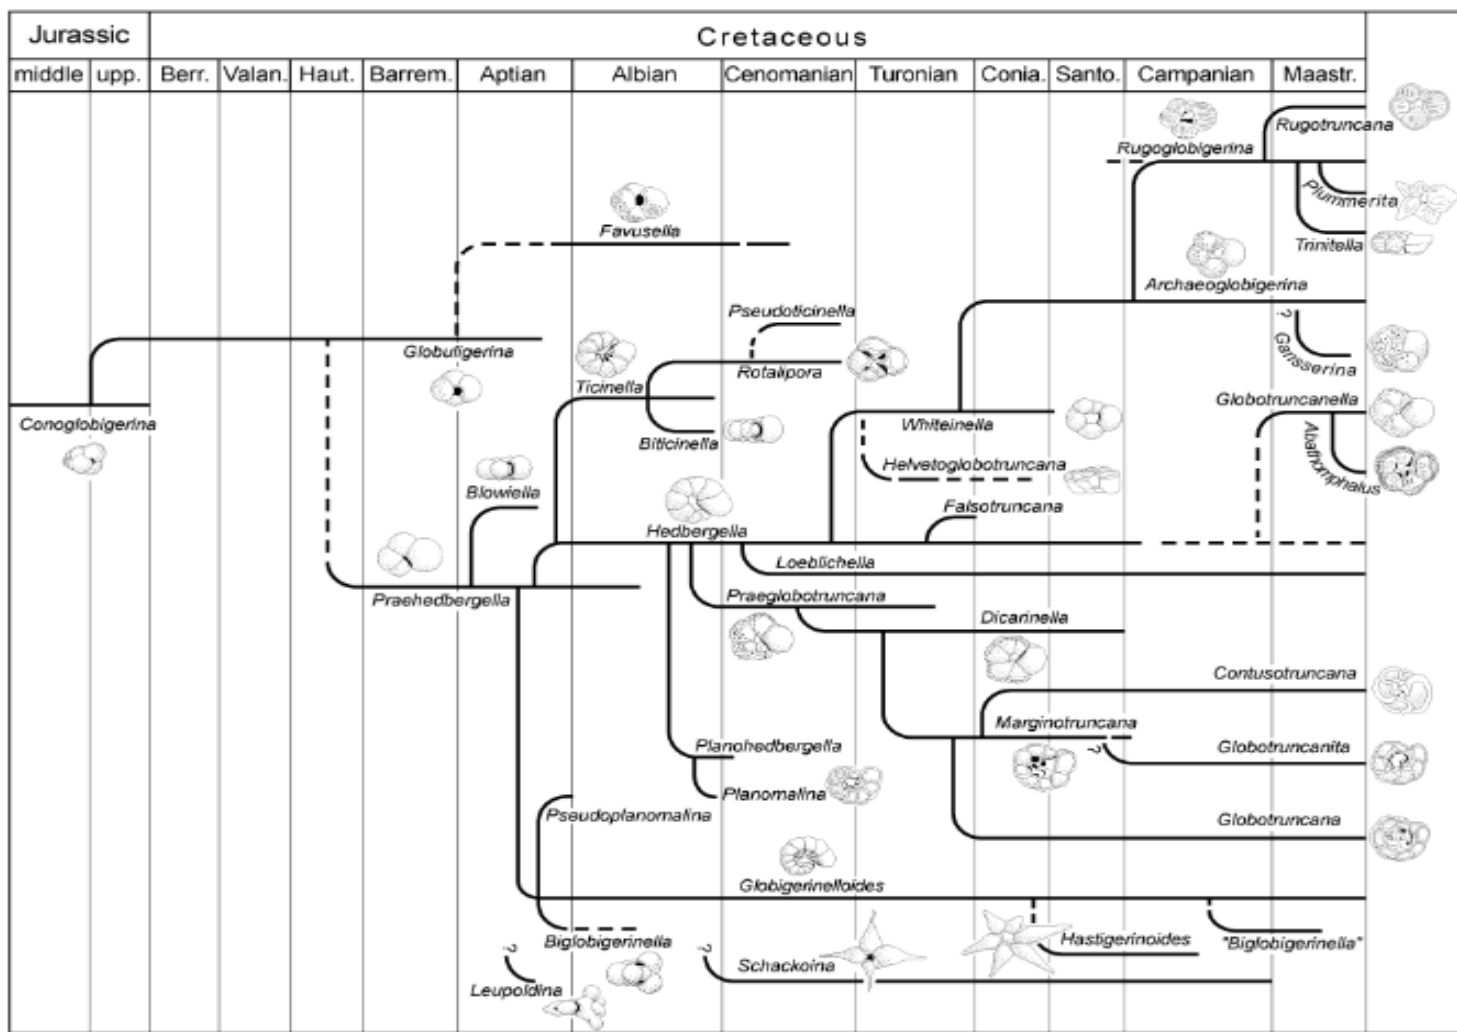 Jurassic Cretaceous
middle upp. Berr. Valan. Haut. Barrem. Aptian Albian Cenomanian Turonian Conia. Santo. Campanian Maastr.
Rugotruncana
Rugoglobigerina
Plummerita
Favusella
Trinitella
Archaeoglobigerina
Pseudoticinella
?
Globuligerina
Gansserina
Rotalipora
Ticinella
Globotruncanella
Conoglobigerina
Whiteinella
Biticinella
Abathomphalus
Helvetoglobotruncana
Blowiella
Falsotruncana
Hedbergella
Loeblichella
Praehedbergella
Praeglobotruncana
Dicarinella
Contusotruncana
Marginotruncana
Planohedbergella
?
Globotruncanita
Planomalina
Pseudoplanomalina
Globotruncana
Globigerinelloides
Biglobigerinella
Hastigerinoides
"Biglobigerinella"
?
?
Schackoina
Leupoldina